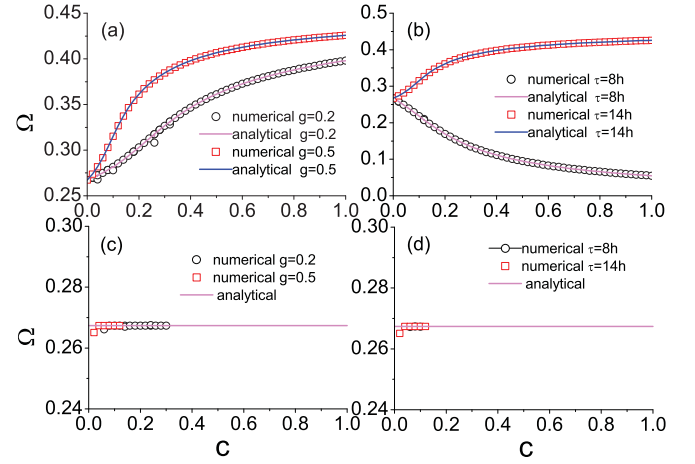 (a)
0.45
0.40
0.35
0.30
0.25
Ω
numerical g=0.2
analytical g=0.2
numerical g=0.5
analytical g=0.5
0.0 0.2 0.4 0.6 0.8 1.0
(b)
0.5
0.4
0.3
0.2
0.1
0.0
numerical τ=8h
analytical τ=8h
numerical τ=14h
analytical τ=14h
0.0 0.2 0.4 0.6 0.8 1.0
(c)
0.30
0.28
0.26
0.24
Ω
numerical g=0.2
numerical g=0.5
analytical
0.0 0.2 0.4 0.6 0.8 1.0
c
(d)
0.30
0.28
0.26
0.24
numerical τ=8h
numerical τ=14h
analytical
0.0 0.2 0.4 0.6 0.8 1.0
c